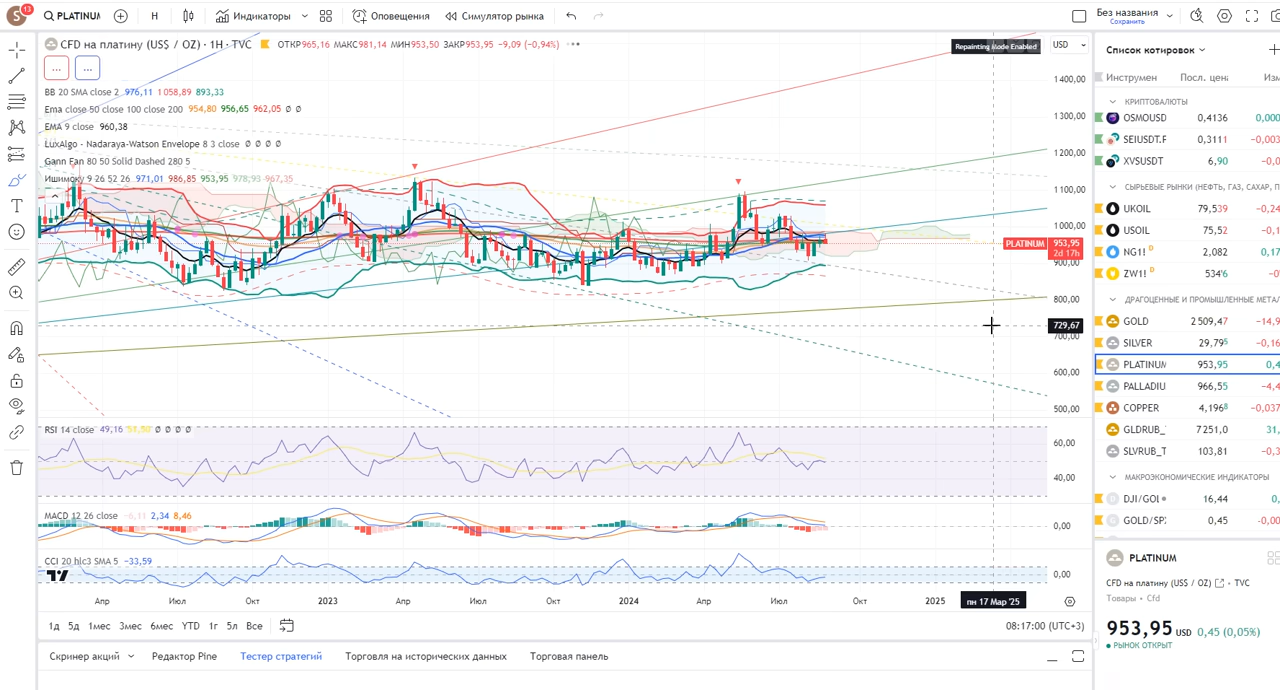 S 13 PLATINUM Н Индикаторы Оповещения Симулятор рынка Без названия
Сохранить
CFD на платину (US$ / OZ) · 1Н · TVC ОТКР965,16 МАКС981,14 МИН953,50 ЗАКР953,95 −9,09 (−0,94%)
Repainting Mode Enabled
USD
BB 20 SMA close 2 976,11 1 058,89 893,33
Ema close 50 close 100 close 200 954,80 956,65 962,05 Ø Ø
EMA 9 close 960,38
LuxAlgo - Nadaraya-Watson Envelope 8 3 close Ø Ø Ø Ø
Gann Fan 80 50 Solid Dashed 280 5
Ишимоку 9 26 52 26 971,01 986,85 953,95 978,93 967,35
1 400,00
1 300,00
1 200,00
1 100,00
1 000,00
PLATINUM 953,95
2d 17h
900,00
800,00
729,67
700,00
600,00
500,00
RSI 14 close 49,16 51,50 Ø Ø Ø Ø
60,00
40,00
MACD 12 26 close −6,11 2,34 8,46
0,00
CCI 20 hlc3 SMA 5 −33,59
0,00
Апр Июл Окт 2023 Апр Июл Окт 2024 Апр Июл Окт 2025 пн 17 Мар '25
1д 5д 1мес 3мес 6мес YTD 1г 5л Все
08:17:00 (UTC+3)
Скринер акций Редактор Pine Тестер стратегий Торговля на исторических данных Торговая панель
Список котировок
Инструмен Посл. цен Изм
КРИПТОВАЛЮТЫ
OSMOUSD 0,4136 0,000
SEIUSDT.F 0,3111 −0,003
XVSUSDT 6,90 −0,0
СЫРЬЕВЫЕ РЫНКИ (НЕФТЬ, ГАЗ, САХАР, П
UKOIL 79,539 −0,24
USOIL 75,52 −0,2
NG1! D 2,082 0,17
ZW1! D 534'6 −0
ДРАГОЦЕННЫЕ И ПРОМЫШЛЕННЫЕ МЕТАЛ
GOLD 2 509,47 −14,9
SILVER 29,795 −0,16
PLATINUM 953,95 0,4
PALLADIU 966,55 −4,4
COPPER 4,1968 −0,037
GLDRUB_ 7 251,0 31,
SLVRUB_T 103,81 −0,3
МАКРОЭКОНОМИЧЕСКИЕ ИНДИКАТОРЫ
DJI/GOL 16,44 0,
GOLD/SP 0,45 −0,00
PLATINUM
CFD на платину (US$ / OZ) · TVC
Товары · Cfd
953,95 USD 0,45 (0,05%)
РЫНОК ОТКРЫТ